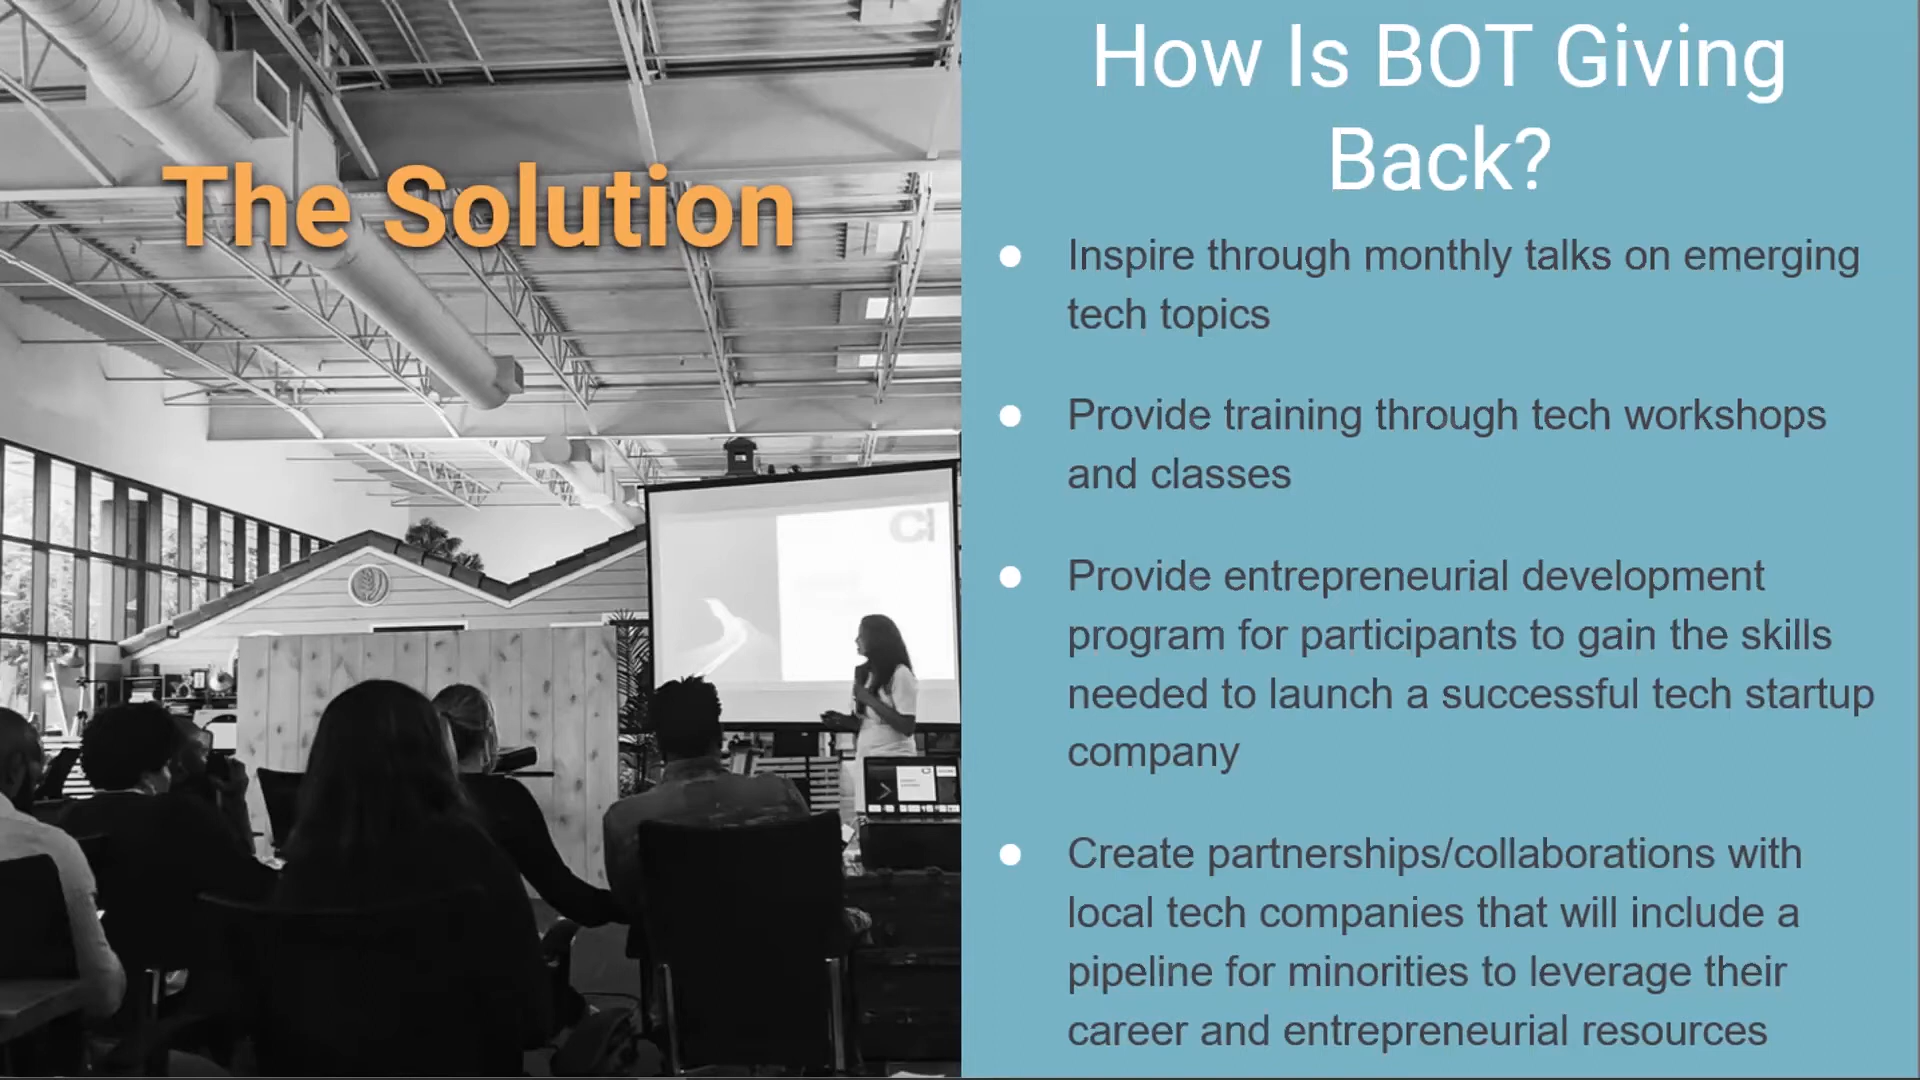 The Solution
How Is BOT Giving
Back?
Inspire through monthly talks on emerging
tech topics
Provide training through tech workshops
and classes
Provide entrepreneurial development
program for participants to gain the skills
needed to launch a successful tech startup
company
Create partnerships/collaborations with
local tech companies that will include a
pipeline for minorities to leverage their
career and entrepreneurial resources